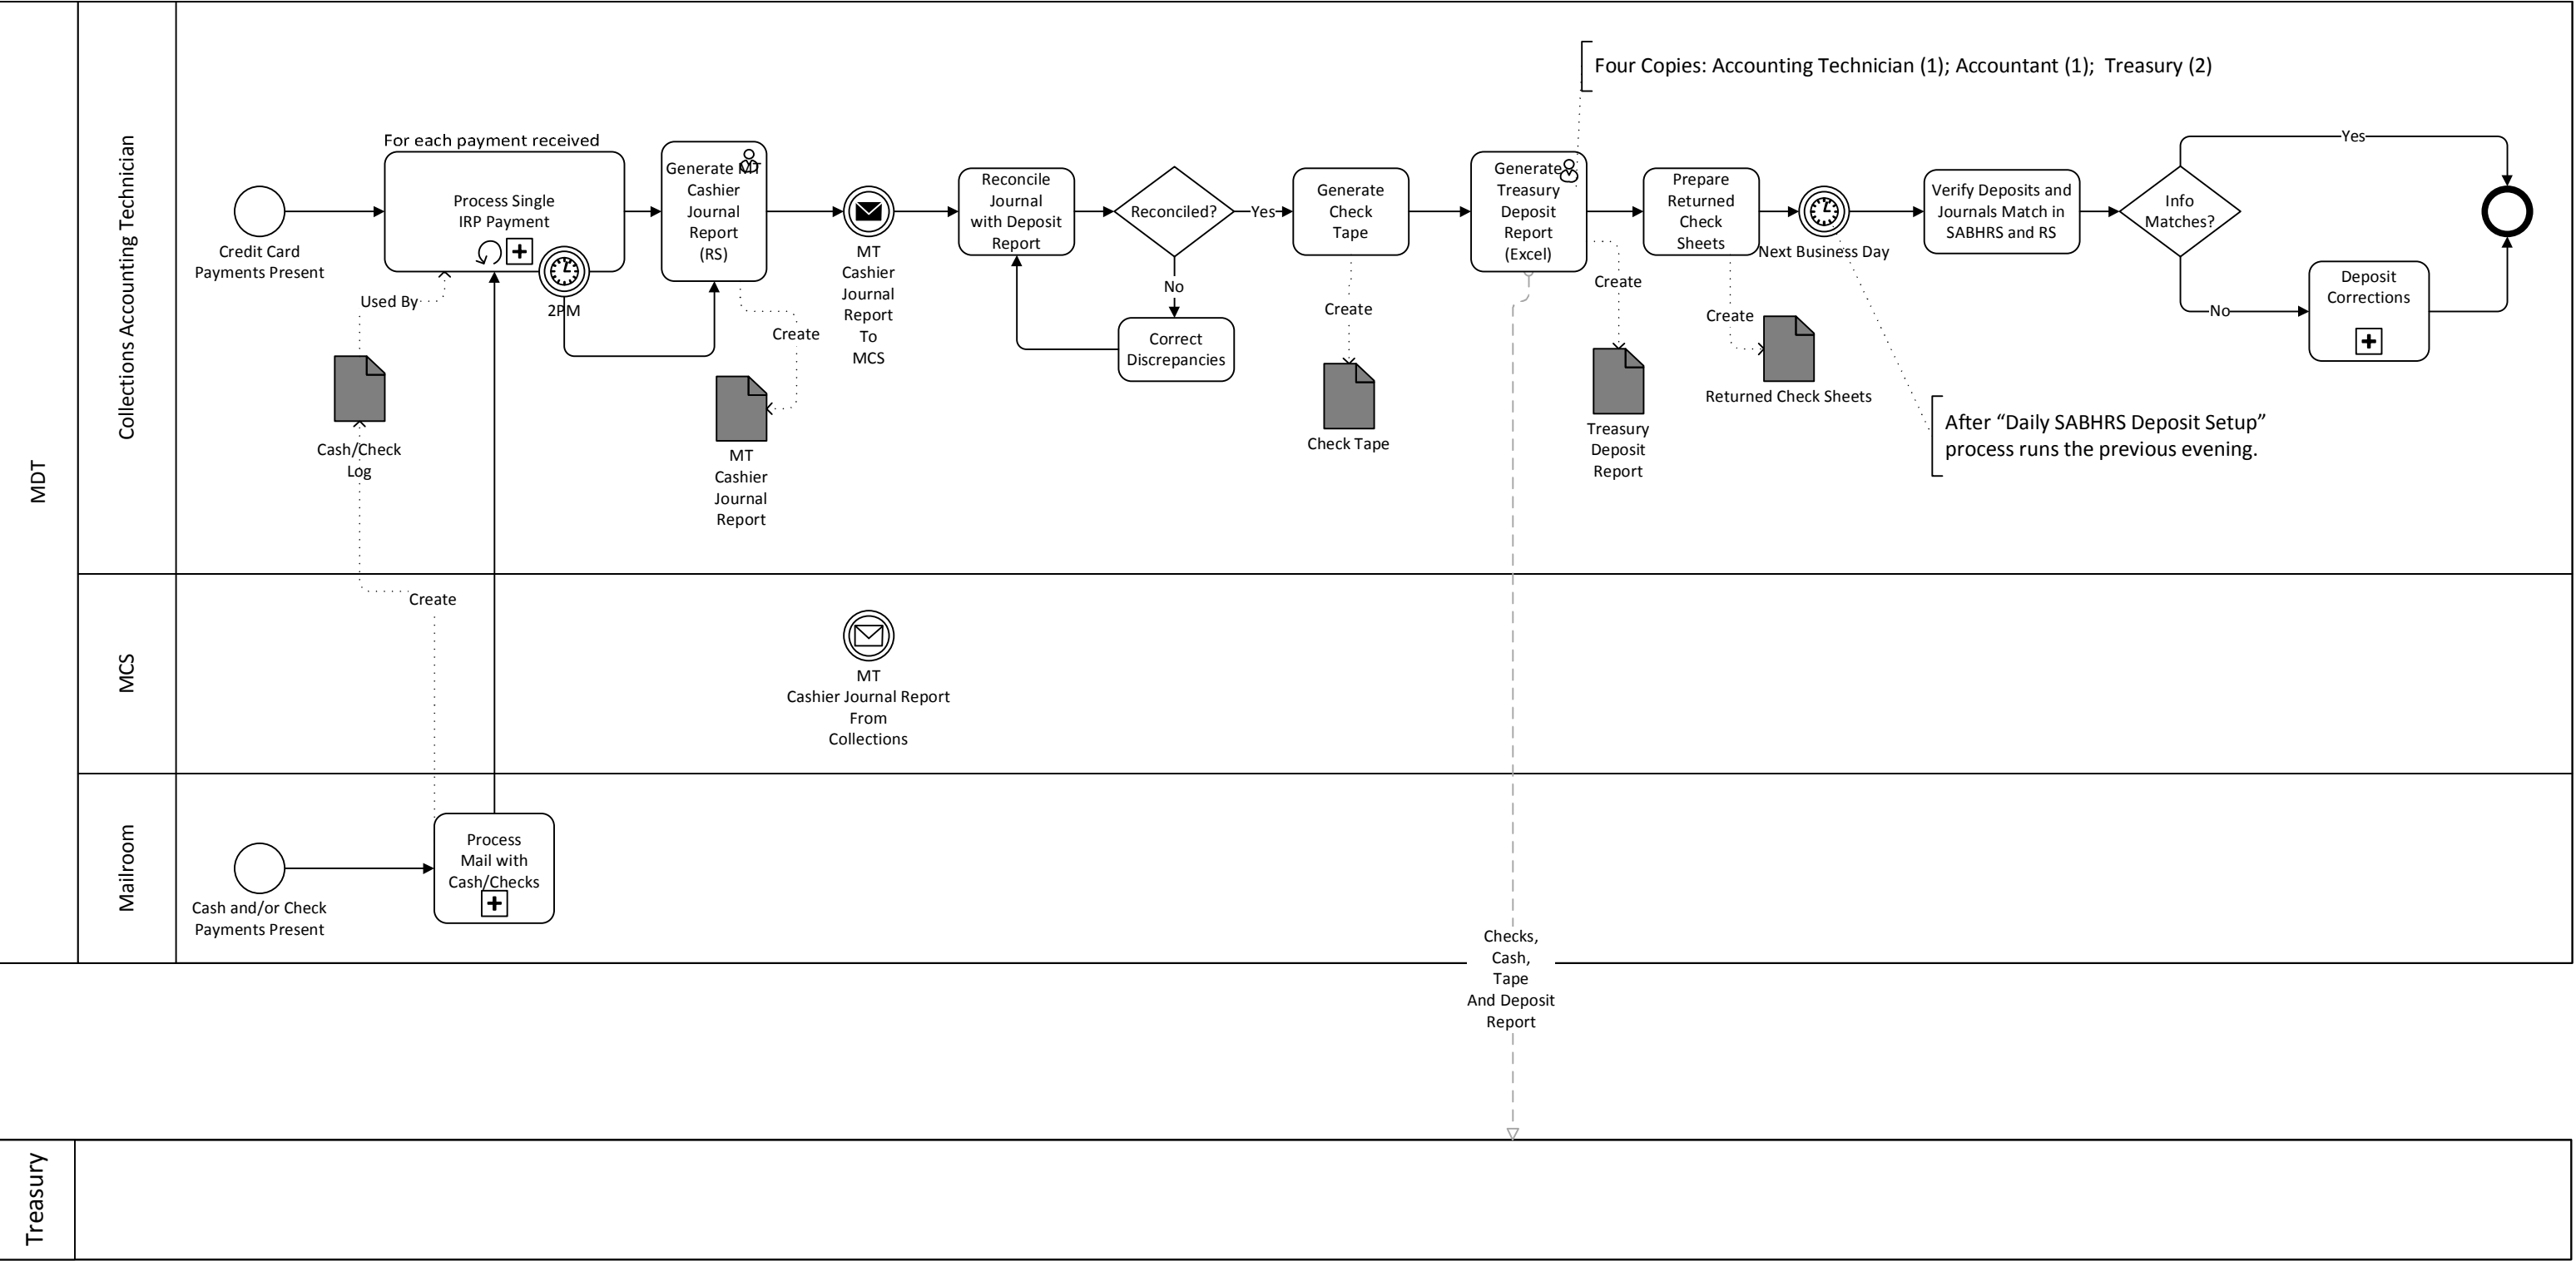 MDT
Collections Accounting Technician
Four Copies: Accounting Technician (1); Accountant (1);  Treasury (2)
Credit Card
Payments Present
For each payment received
Process Single
IRP Payment
2PM
Used By
Cash/Check
Log
Generate MT
Cashier
Journal
Report
(RS)
Create
MT
Cashier
Journal
Report
MT
Cashier
Journal
Report
To
MCS
Reconcile
Journal
with Deposit
Report
Reconciled?
Yes
No
Correct
Discrepancies
Generate
Check
Tape
Create
Check Tape
Generate
Treasury
Deposit
Report
(Excel)
Create
Treasury
Deposit
Report
Prepare
Returned
Check
Sheets
Create
Returned Check Sheets
Next Business Day
After “Daily SABHRS Deposit Setup”
process runs the previous evening.
Verify Deposits and
Journals Match in
SABHRS and RS
Info
Matches?
Yes
No
Deposit
Corrections
MCS
Create
MT
Cashier Journal Report
From
Collections
Mailroom
Cash and/or Check
Payments Present
Process
Mail with
Cash/Checks
Checks,
Cash,
Tape
And Deposit
Report
Treasury